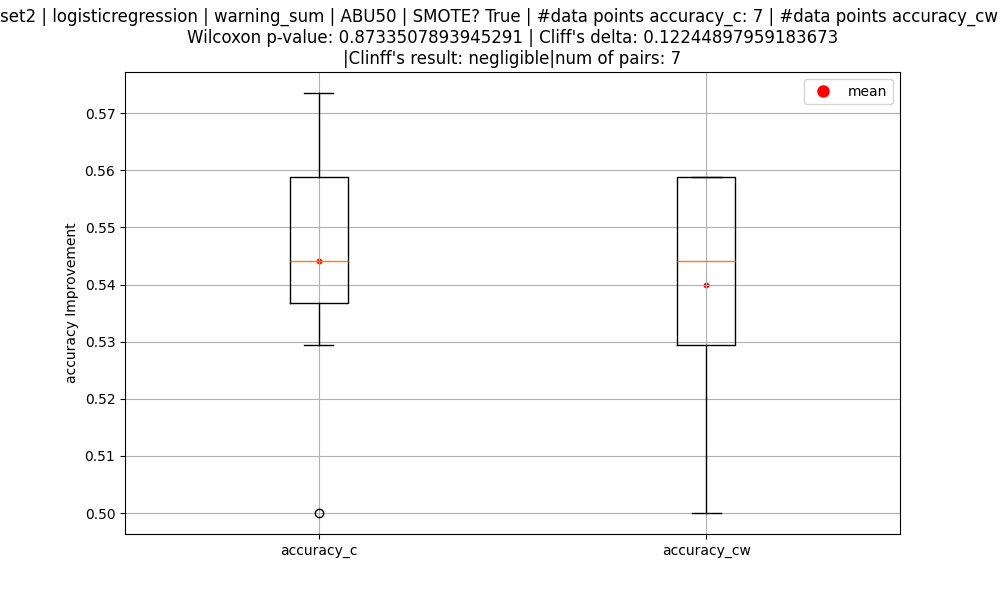 set2 | logisticregression | warning_sum | ABU50 | SMOTE? True | #data points accuracy_c: 7 | #data points accuracy_cw
Wilcoxon p-value: 0.8733507893945291 | Cliff's delta: 0.12244897959183673
|Clinff's result: negligible|num of pairs: 7
mean
0.57
0.56
0.55
0.54
0.53
0.52
0.51
0.50
accuracy Improvement
accuracy_c
accuracy_cw